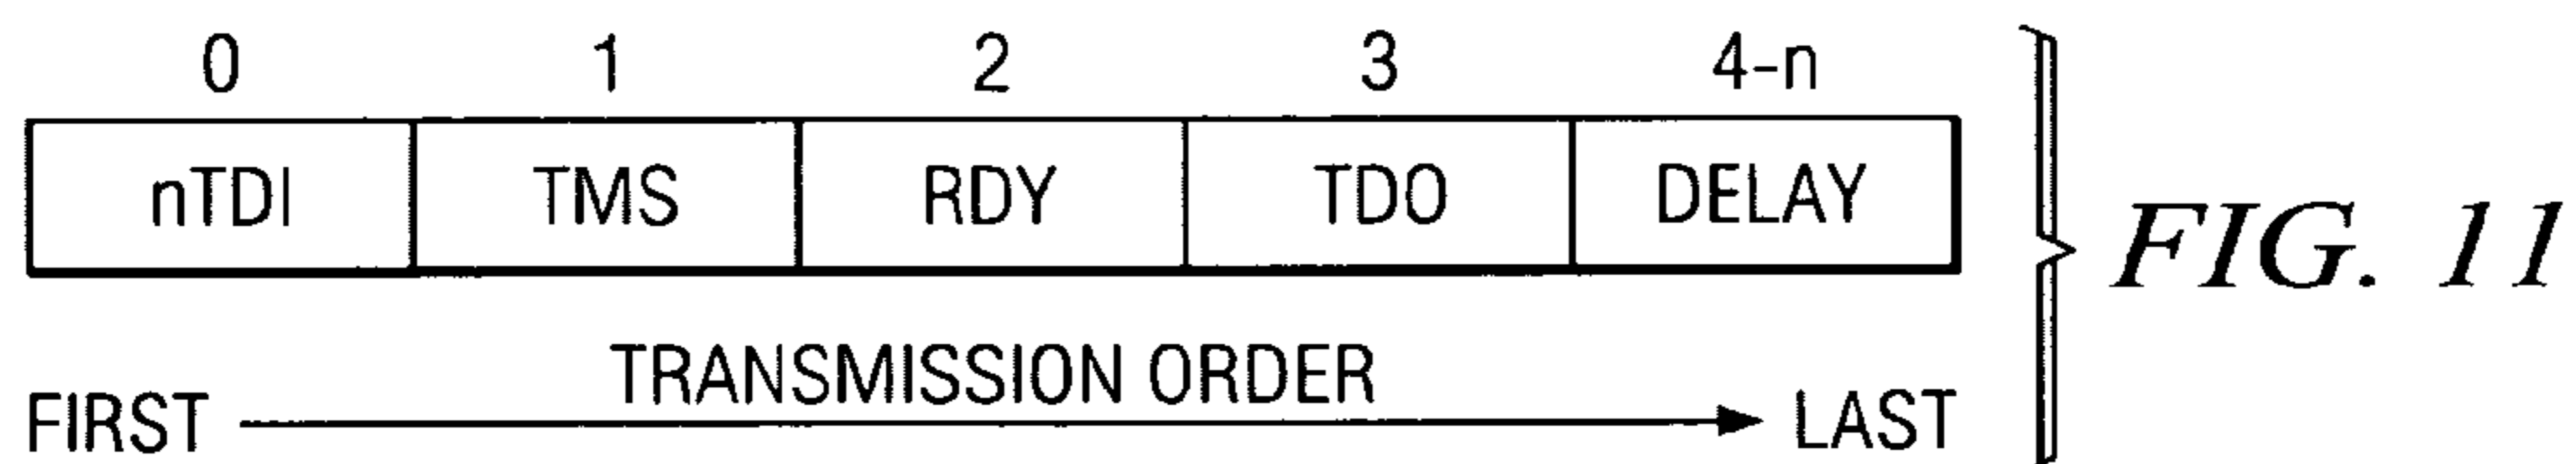 0 1 2 3 4-n
nTDI TMS RDY TDO DELAY
FIG. 11
TRANSMISSION ORDER
FIRST LAST